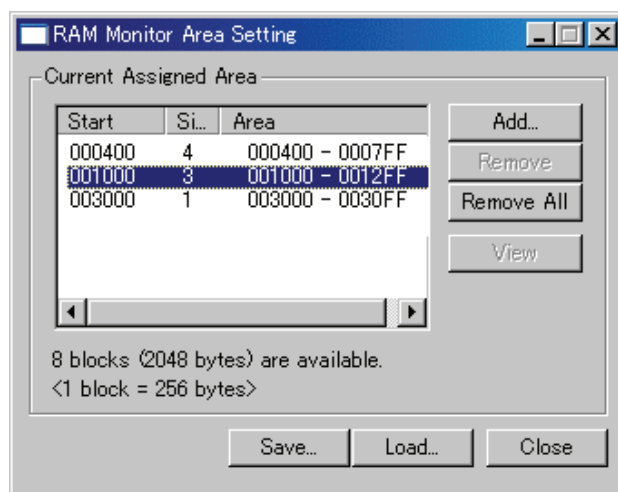 RAM Monitor Area Setting
Current Assigned Area
Start Si... Area
000400 4 000400 - 0007FF
001000 3 001000 - 0012FF
003000 1 003000 - 0030FF
Add...
Remove
Remove All
View
8 blocks (2048 bytes) are available.
<1 block = 256 bytes>
Save... Load... Close